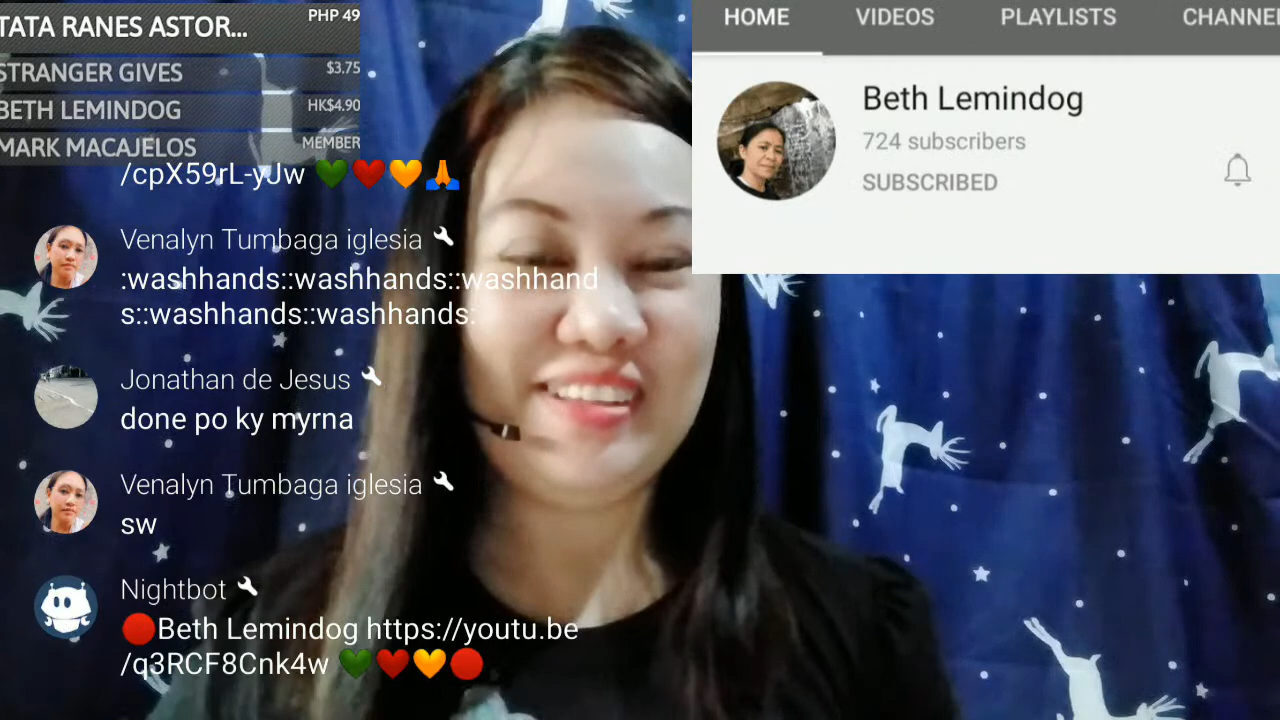 TATA RANES ASTOR...
PHP 49
STRANGER GIVES
$3.75
BETH LEMINDOG
HK$4.90
MARK MACAJELOS
MEMBER
/cpX59rL-yJw 💚❤️🧡🙏
Venalyn Tumbaga iglesia
:washhands::washhands::washhand
s::washhands::washhands:
Jonathan de Jesus
done po ky myrna
Venalyn Tumbaga iglesia
sw
Nightbot
🔴Beth Lemindog https://youtu.be
/q3RCF8Cnk4w 💚❤️🧡🔴
HOME VIDEOS PLAYLISTS CHANNE
Beth Lemindog
724 subscribers
SUBSCRIBED